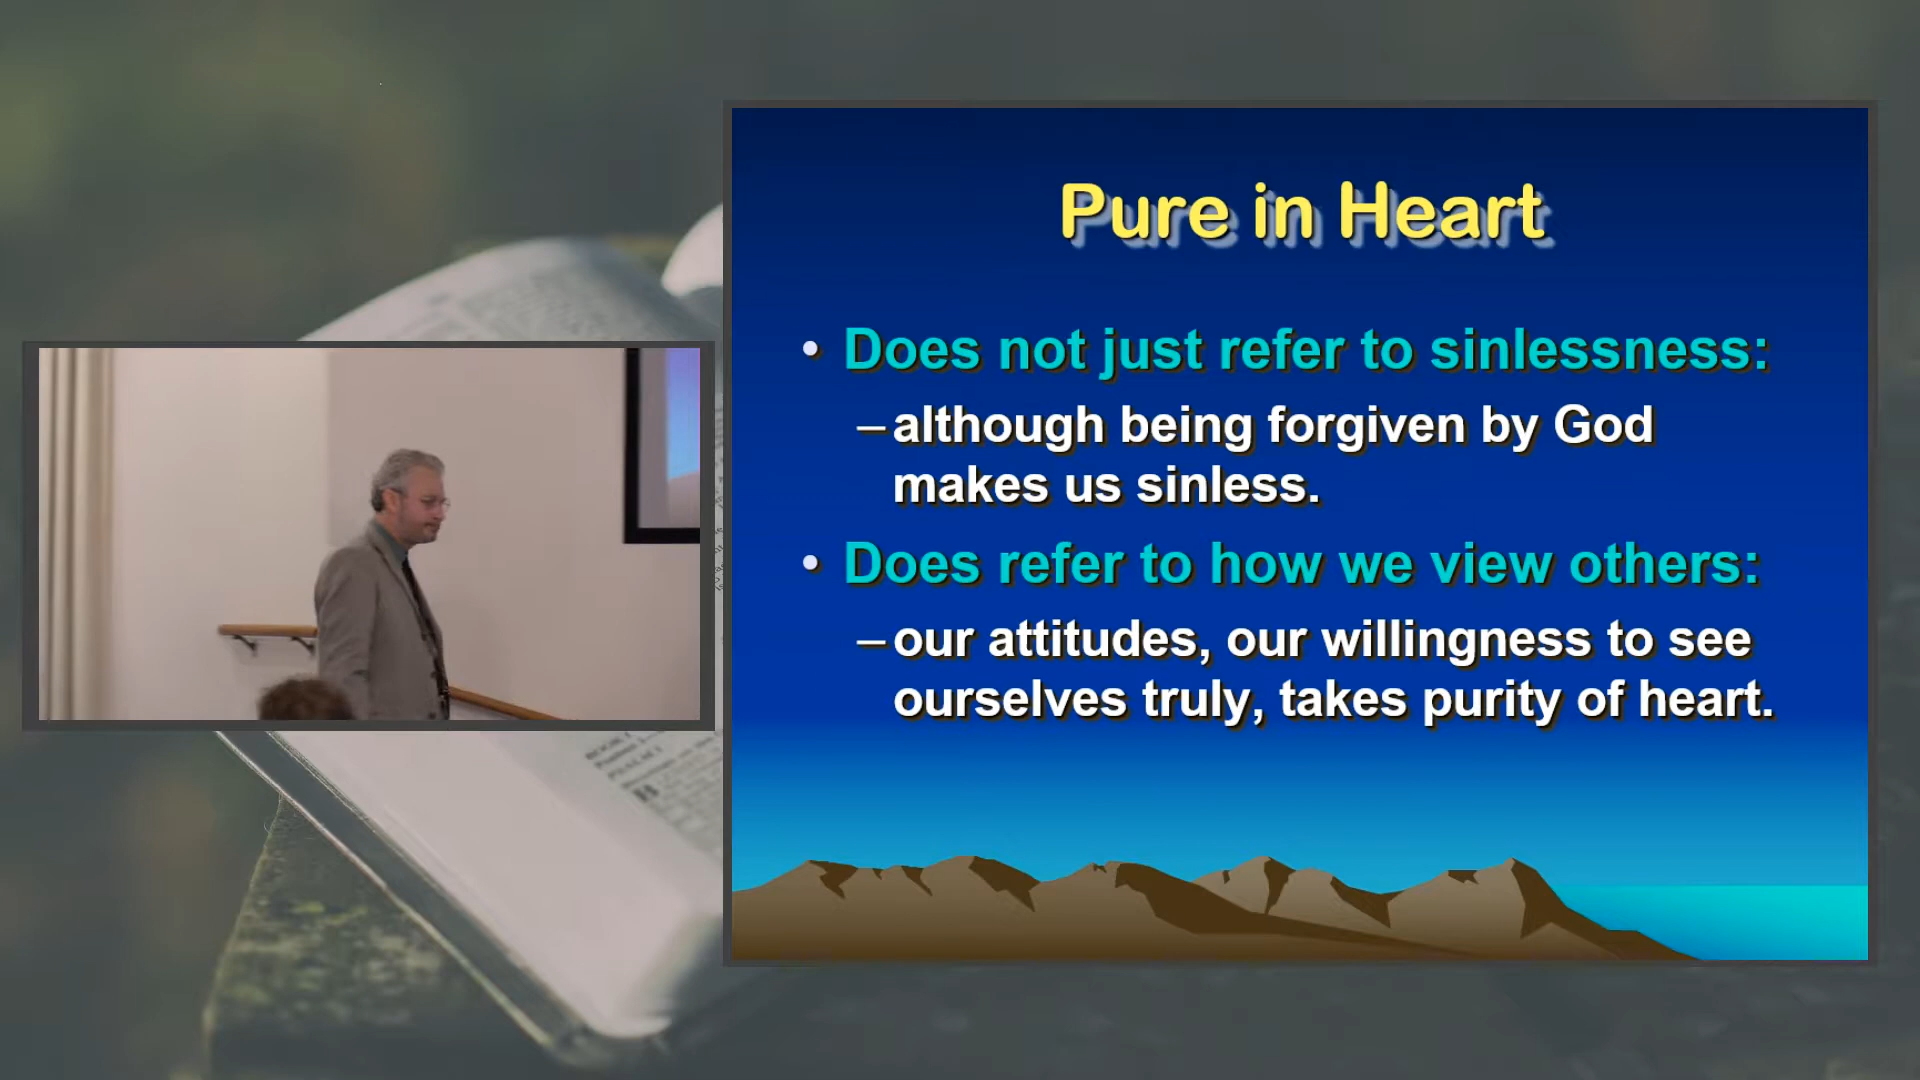 Pure in Heart
• Does not just refer to sinlessness:
–although being forgiven by God
makes us sinless.
• Does refer to how we view others:
–our attitudes, our willingness to see
ourselves truly, takes purity of heart.